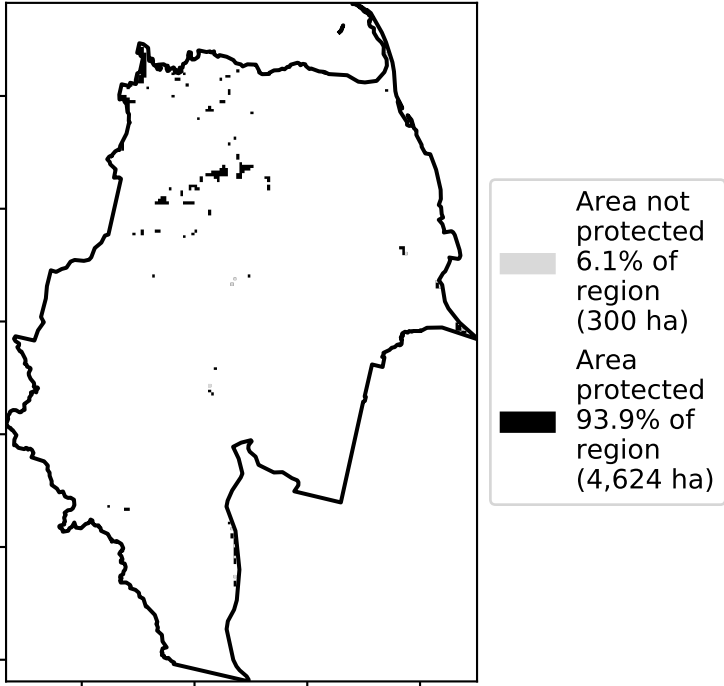 Area not
protected
6.1% of
region
(300 ha)
Area
protected
93.9% of
region
(4,624 ha)